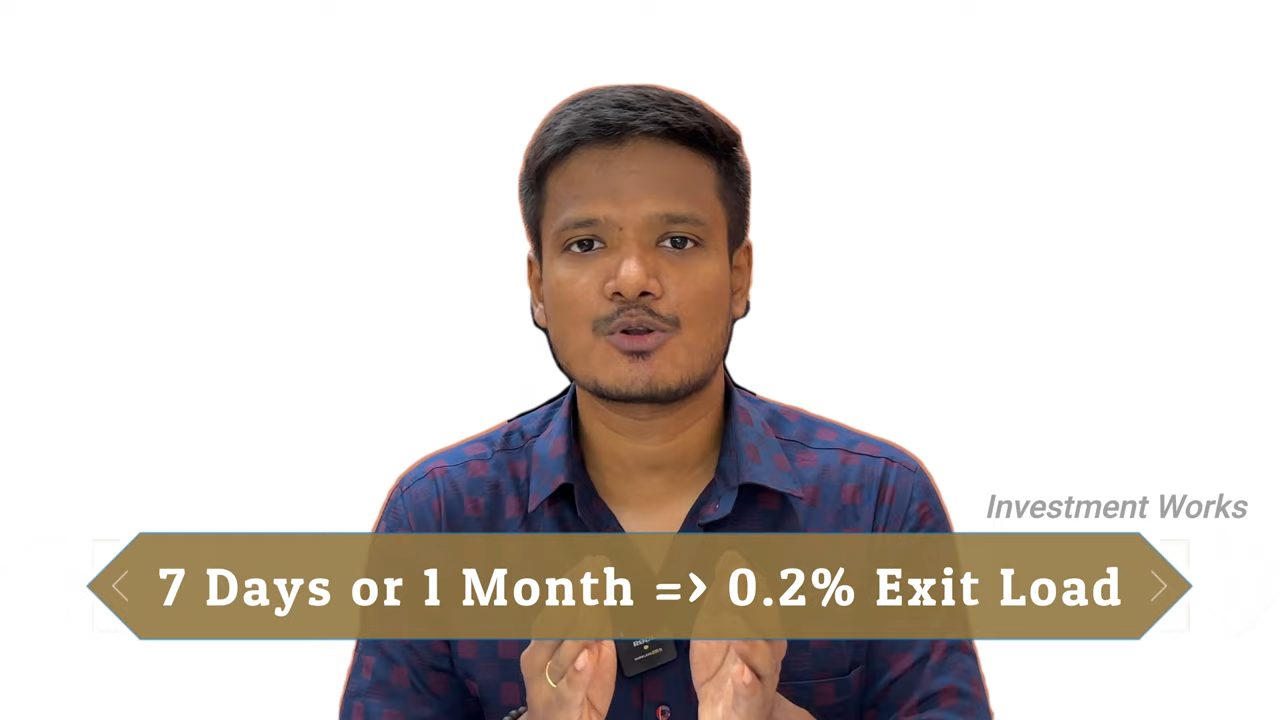 Investment Works
7 Days or 1 Month => 0.2% Exit Load